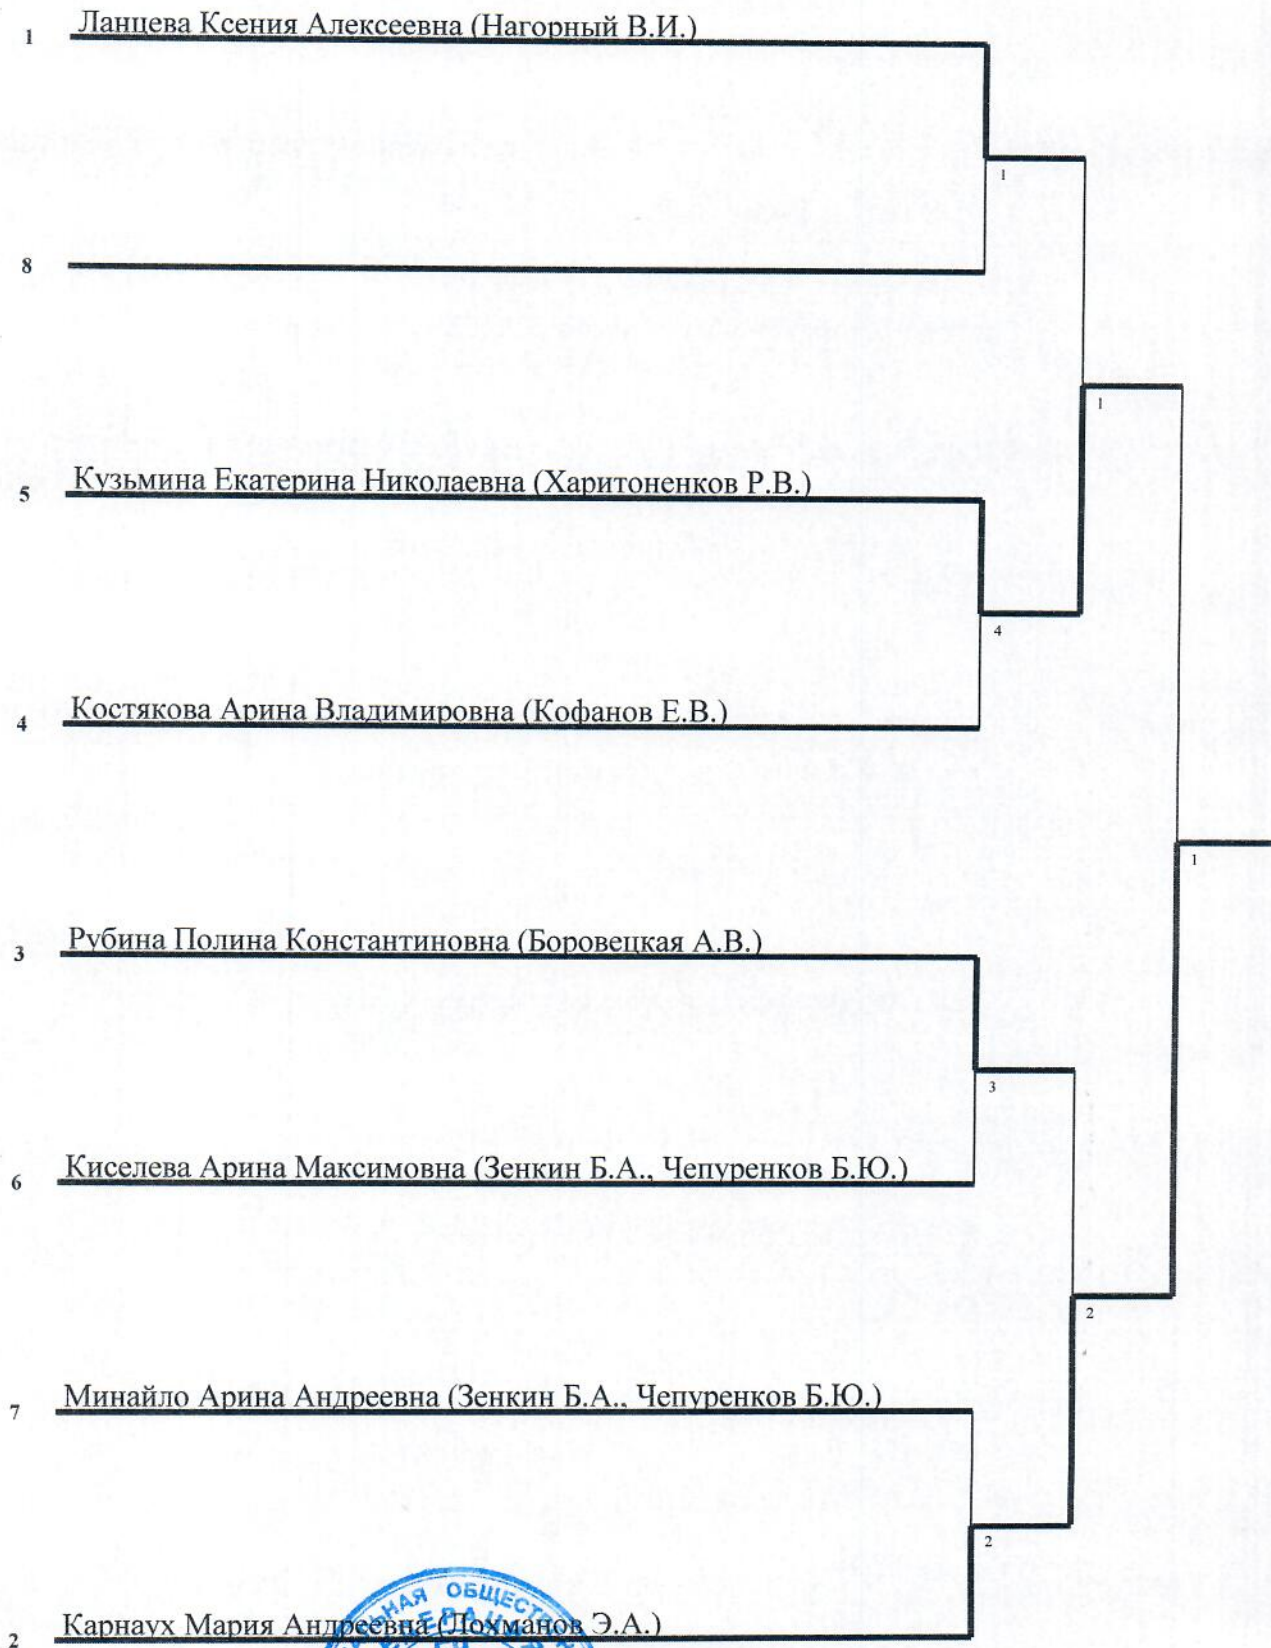 1 Ланцева Ксения Алексеевна (Нагорный В.И.)
1
8
1
5 Кузьмина Екатерина Николаевна (Харитоненков Р.В.)
4
4 Костякова Арина Владимировна (Кофанов Е.В.)
1
3 Рубина Полина Константиновна (Боровецкая А.В.)
3
6 Киселева Арина Максимовна (Зенкин Б.А., Чепуренков Б.Ю.)
2
7 Минайло Арина Андреевна (Зенкин Б.А., Чепуренков Б.Ю.)
2
ОБЩЕСТВ
2 Карнаух Мария Андреевна (Лохманов Э.А.)